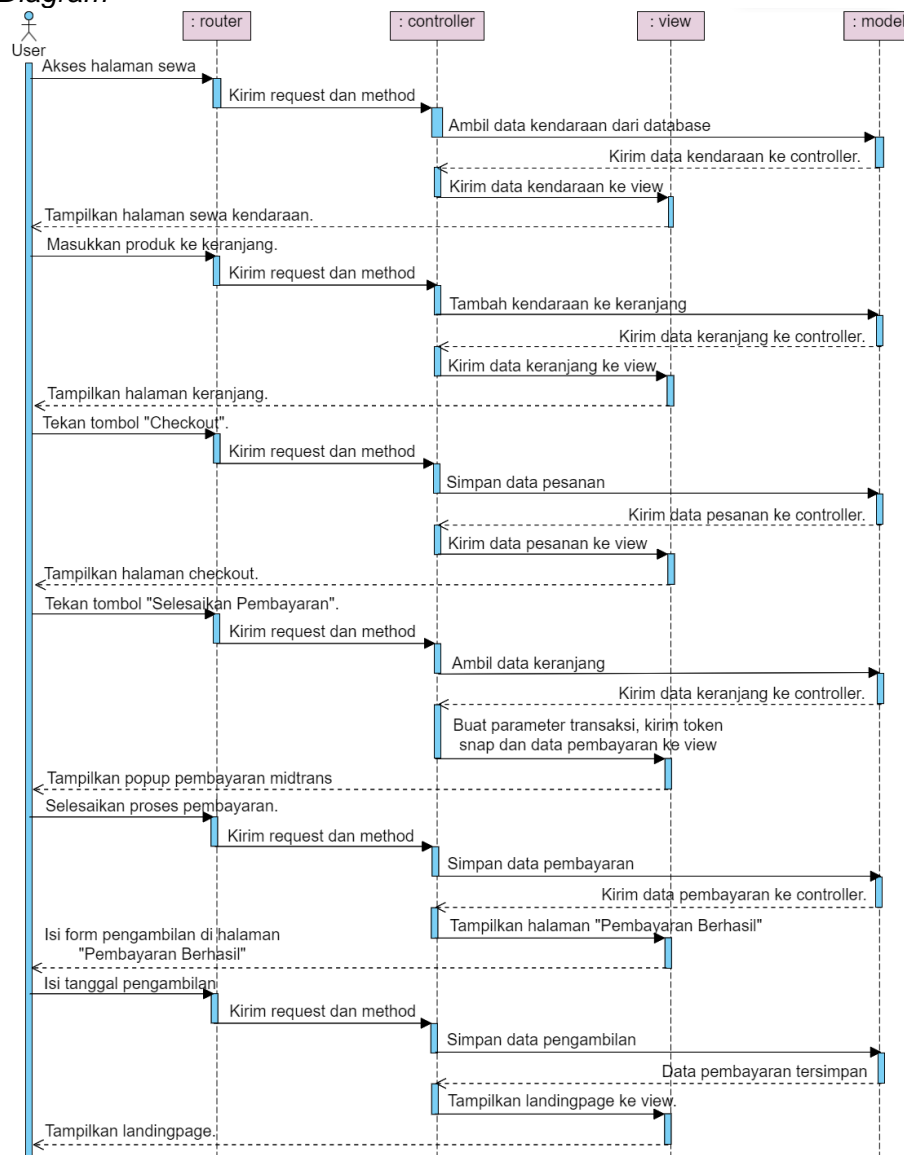 Diagram
: router
: controller
: view
: model
User
Akses halaman sewa
Kirim request dan method
Ambil data kendaraan dari database
Kirim data kendaraan ke controller.
Kirim data kendaraan ke view
Tampilkan halaman sewa kendaraan.
Masukkan produk ke keranjang.
Kirim request dan method
Tambah kendaraan ke keranjang
Kirim data keranjang ke controller.
Kirim data keranjang ke view
Tampilkan halaman keranjang.
Tekan tombol "Checkout".
Kirim request dan method
Simpan data pesanan
Kirim data pesanan ke controller.
Kirim data pesanan ke view
Tampilkan halaman checkout.
Tekan tombol "Selesaikan Pembayaran".
Kirim request dan method
Ambil data keranjang
Kirim data keranjang ke controller.
Buat parameter transaksi, kirim token
snap dan data pembayaran ke view
Tampilkan popup pembayaran midtrans
Selesaikan proses pembayaran.
Kirim request dan method
Simpan data pembayaran
Kirim data pembayaran ke controller.
Tampilkan halaman "Pembayaran Berhasil"
Isi form pengambilan di halaman
"Pembayaran Berhasil"
Isi tanggal pengambilan
Kirim request dan method
Simpan data pengambilan
Data pembayaran tersimpan
Tampilkan landingpage ke view.
Tampilkan landingpage.